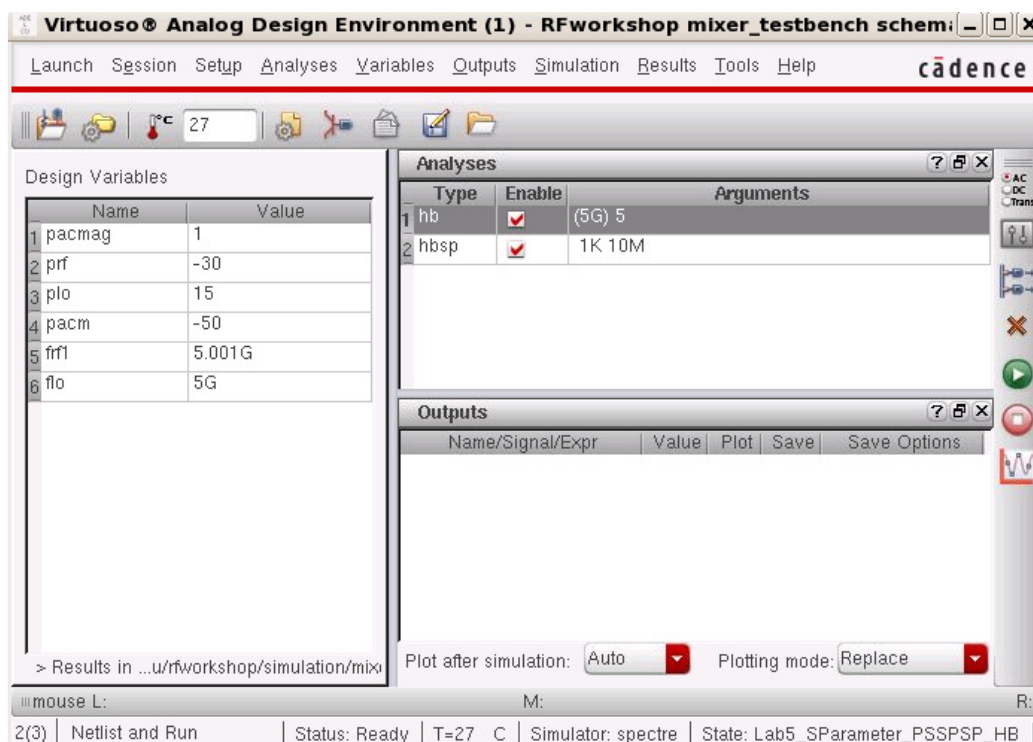 Virtuoso® Analog Design Environment (1) - RFworkshop mixer_testbench schema
Launch Session Setup Analyses Variables Outputs Simulation Results Tools Help cādence
°C 27
Design Variables
Name Value
1 pacmag 1
2 prf -30
3 plo 15
4 pacm -50
5 frf1 5.001G
6 flo 5G
> Results in ...u/rfworkshop/simulation/mix
Analyses
Type Enable Arguments
1 hb (5G) 5
2 hbsp 1K 10M
AC
DC
Trans
Outputs
Name/Signal/Expr Value Plot Save Save Options
Plot after simulation: Auto Plotting mode: Replace
mouse L: M: R:
2(3) Netlist and Run Status: Ready T=27 C Simulator: spectre State: Lab5_SParameter_PSSPSP_HB